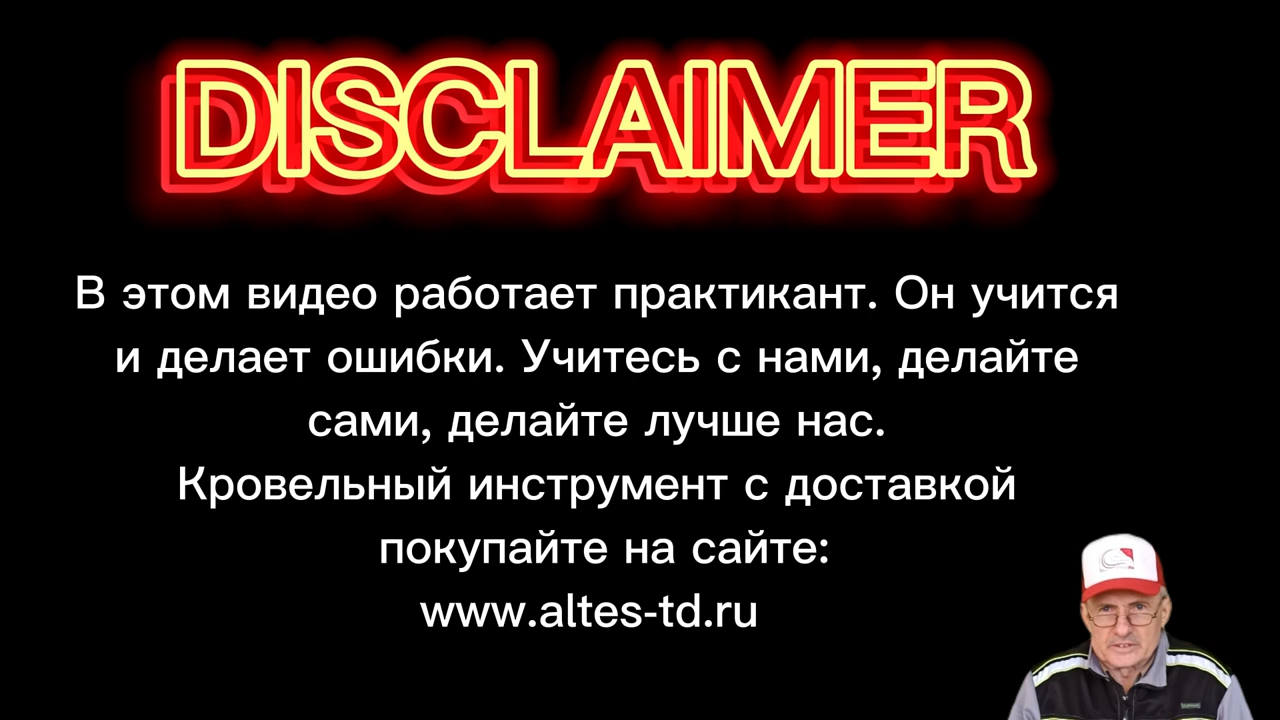 DISCLAIMER
В этом видео работает практикант. Он учится
и делает ошибки. Учитесь с нами, делайте
сами, делайте лучше нас.
Кровельный инструмент с доставкой
покупайте на сайте:
www.altes-td.ru